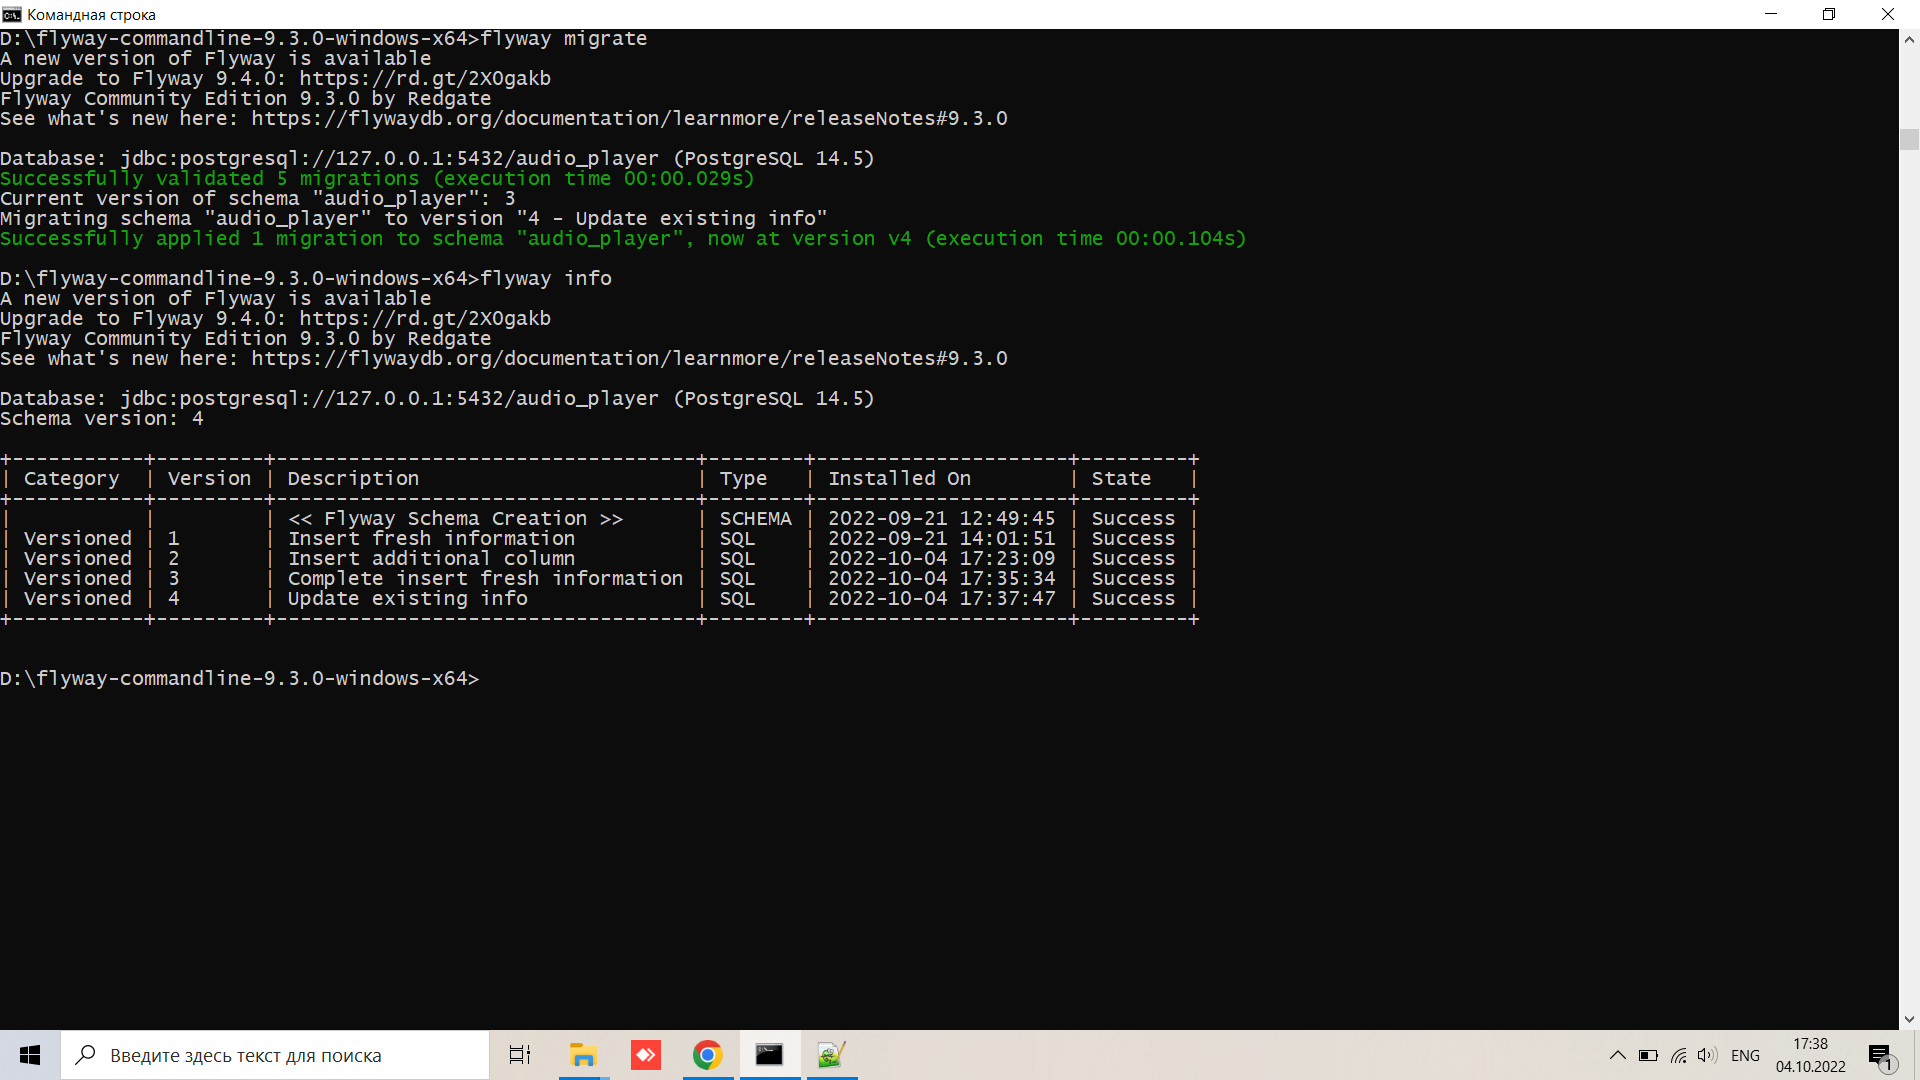 Командная строка
D:\flyway-commandline-9.3.0-windows-x64>flyway migrate
A new version of Flyway is available
Upgrade to Flyway 9.4.0: https://rd.gt/2X0gakb
Flyway Community Edition 9.3.0 by Redgate
See what's new here: https://flywaydb.org/documentation/learnmore/releaseNotes#9.3.0
Database: jdbc:postgresql://127.0.0.1:5432/audio_player (PostgreSQL 14.5)
Successfully validated 5 migrations (execution time 00:00.029s)
Current version of schema "audio_player": 3
Migrating schema "audio_player" to version "4 - Update existing info"
Successfully applied 1 migration to schema "audio_player", now at version v4 (execution time 00:00.104s)
D:\flyway-commandline-9.3.0-windows-x64>flyway info
A new version of Flyway is available
Upgrade to Flyway 9.4.0: https://rd.gt/2X0gakb
Flyway Community Edition 9.3.0 by Redgate
See what's new here: https://flywaydb.org/documentation/learnmore/releaseNotes#9.3.0
Database: jdbc:postgresql://127.0.0.1:5432/audio_player (PostgreSQL 14.5)
Schema version: 4
+-----------+---------+-----------------------------------+--------+---------------------+---------+
| Category  | Version | Description                       | Type   | Installed On        | State   |
+-----------+---------+-----------------------------------+--------+---------------------+---------+
|           |         | << Flyway Schema Creation >>      | SCHEMA | 2022-09-21 12:49:45 | Success |
| Versioned | 1       | Insert fresh information          | SQL    | 2022-09-21 14:01:51 | Success |
| Versioned | 2       | Insert additional column          | SQL    | 2022-10-04 17:23:09 | Success |
| Versioned | 3       | Complete insert fresh information | SQL    | 2022-10-04 17:35:34 | Success |
| Versioned | 4       | Update existing info              | SQL    | 2022-10-04 17:37:47 | Success |
+-----------+---------+-----------------------------------+--------+---------------------+---------+
D:\flyway-commandline-9.3.0-windows-x64>
Введите здесь текст для поиска
ENG
17:38
04.10.2022
1